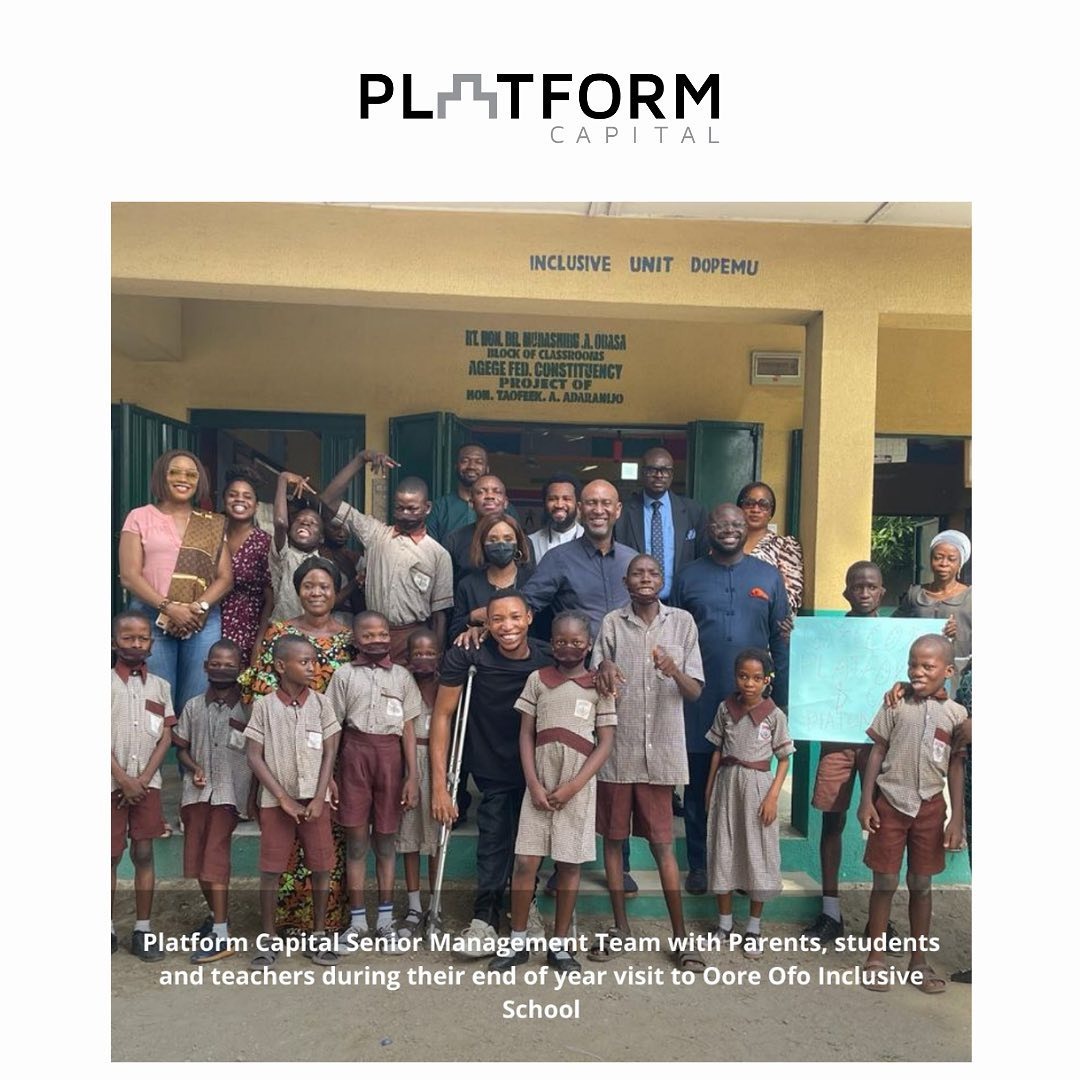 PLATFORM
CAPITAL
INCLUSIVE UNIT DOPEMU
RT. HON. DR. MUDASHIRU .A. OBASA
BLOCK OF CLASSROOMS
AGEGE FED. CONSTITUENCY
PROJECT OF
HON. TAOFEEK. A. ADARANIJO
Platform Capital Senior Management Team with Parents, students
and teachers during their end of year visit to Oore Ofo Inclusive
School